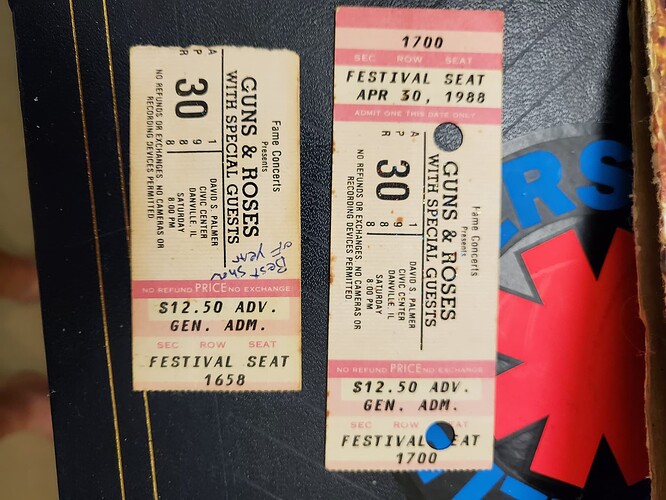 Fame Concerts
Presents
GUNS & ROSES
WITH SPECIAL GUESTS
A
P
R
30
1
9
8
8
DAVID S. PALMER
CIVIC CENTER
DANVILLE, IL
SATURDAY
8:00 PM
NO REFUNDS OR EXCHANGES NO CAMERAS OR
RECORDING DEVICES PERMITTED
Best show
of year
NO REFUND PRICE NO EXCHANGE
$12.50 ADV.
GEN. ADM.
SEC ROW SEAT
FESTIVAL SEAT
1658
1700
SEC ROW SEAT
FESTIVAL SEAT
APR 30, 1988
ADMIT ONE THIS DATE ONLY
Fame Concerts
Presents
GUNS & ROSES
WITH SPECIAL GUESTS
A
P
R
30
1
9
8
8
DAVID S. PALMER
CIVIC CENTER
DANVILLE, IL
SATURDAY
8:00 PM
NO REFUNDS OR EXCHANGES NO CAMERAS OR
RECORDING DEVICES PERMITTED
NO REFUND PRICE NO EXCHANGE
$12.50 ADV.
GEN. ADM.
SEC ROW SEAT
FESTIVAL EAT
1700
ERS